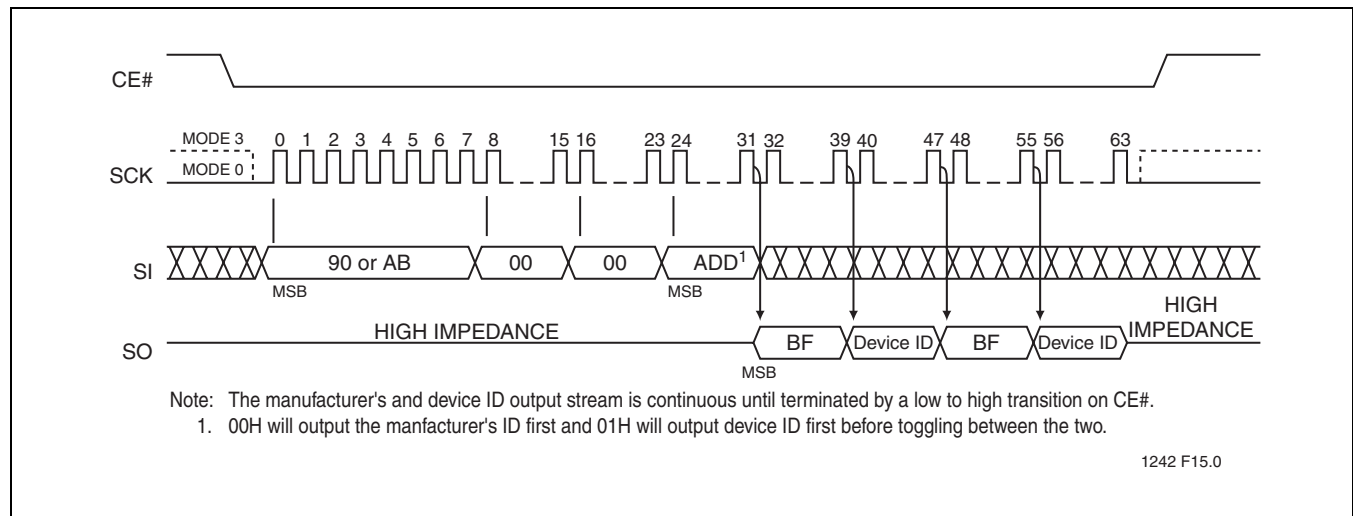 CE#
MODE 3
MODE 0
SCK
0 1 2 3 4 5 6 7 8 15 16 23 24 31 32 39 40 47 48 55 56 63
SI
90 or AB 00 00 ADD1
MSB MSB
HIGH IMPEDANCE
HIGH IMPEDANCE
SO
BF Device ID BF Device ID
MSB
Note: The manufacturer's and device ID output stream is continuous until terminated by a low to high transition on CE#.
1. 00H will output the manfacturer's ID first and 01H will output device ID first before toggling between the two.
1242 F15.0